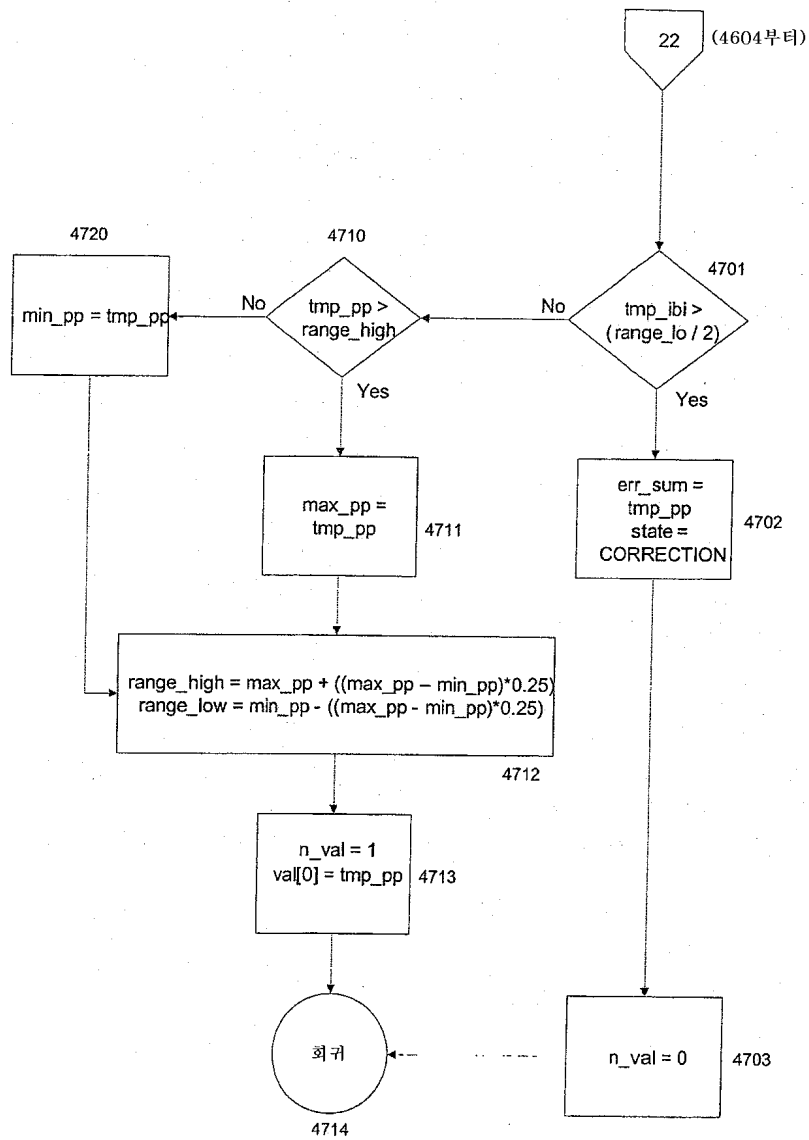 22
(4604부터)
4701
tmp_ibi >
(range_lo / 2)
No
Yes
4710
tmp_pp >
range_high
No
Yes
4720
min_pp = tmp_pp
max_pp =
tmp_pp
4711
err_sum =
tmp_pp
state =
CORRECTION
4702
range_high = max_pp + ((max_pp – min_pp)*0.25)
range_low = min_pp - ((max_pp - min_pp)*0.25)
4712
n_val = 1
val[0] = tmp_pp
4713
회귀
4714
n_val = 0
4703